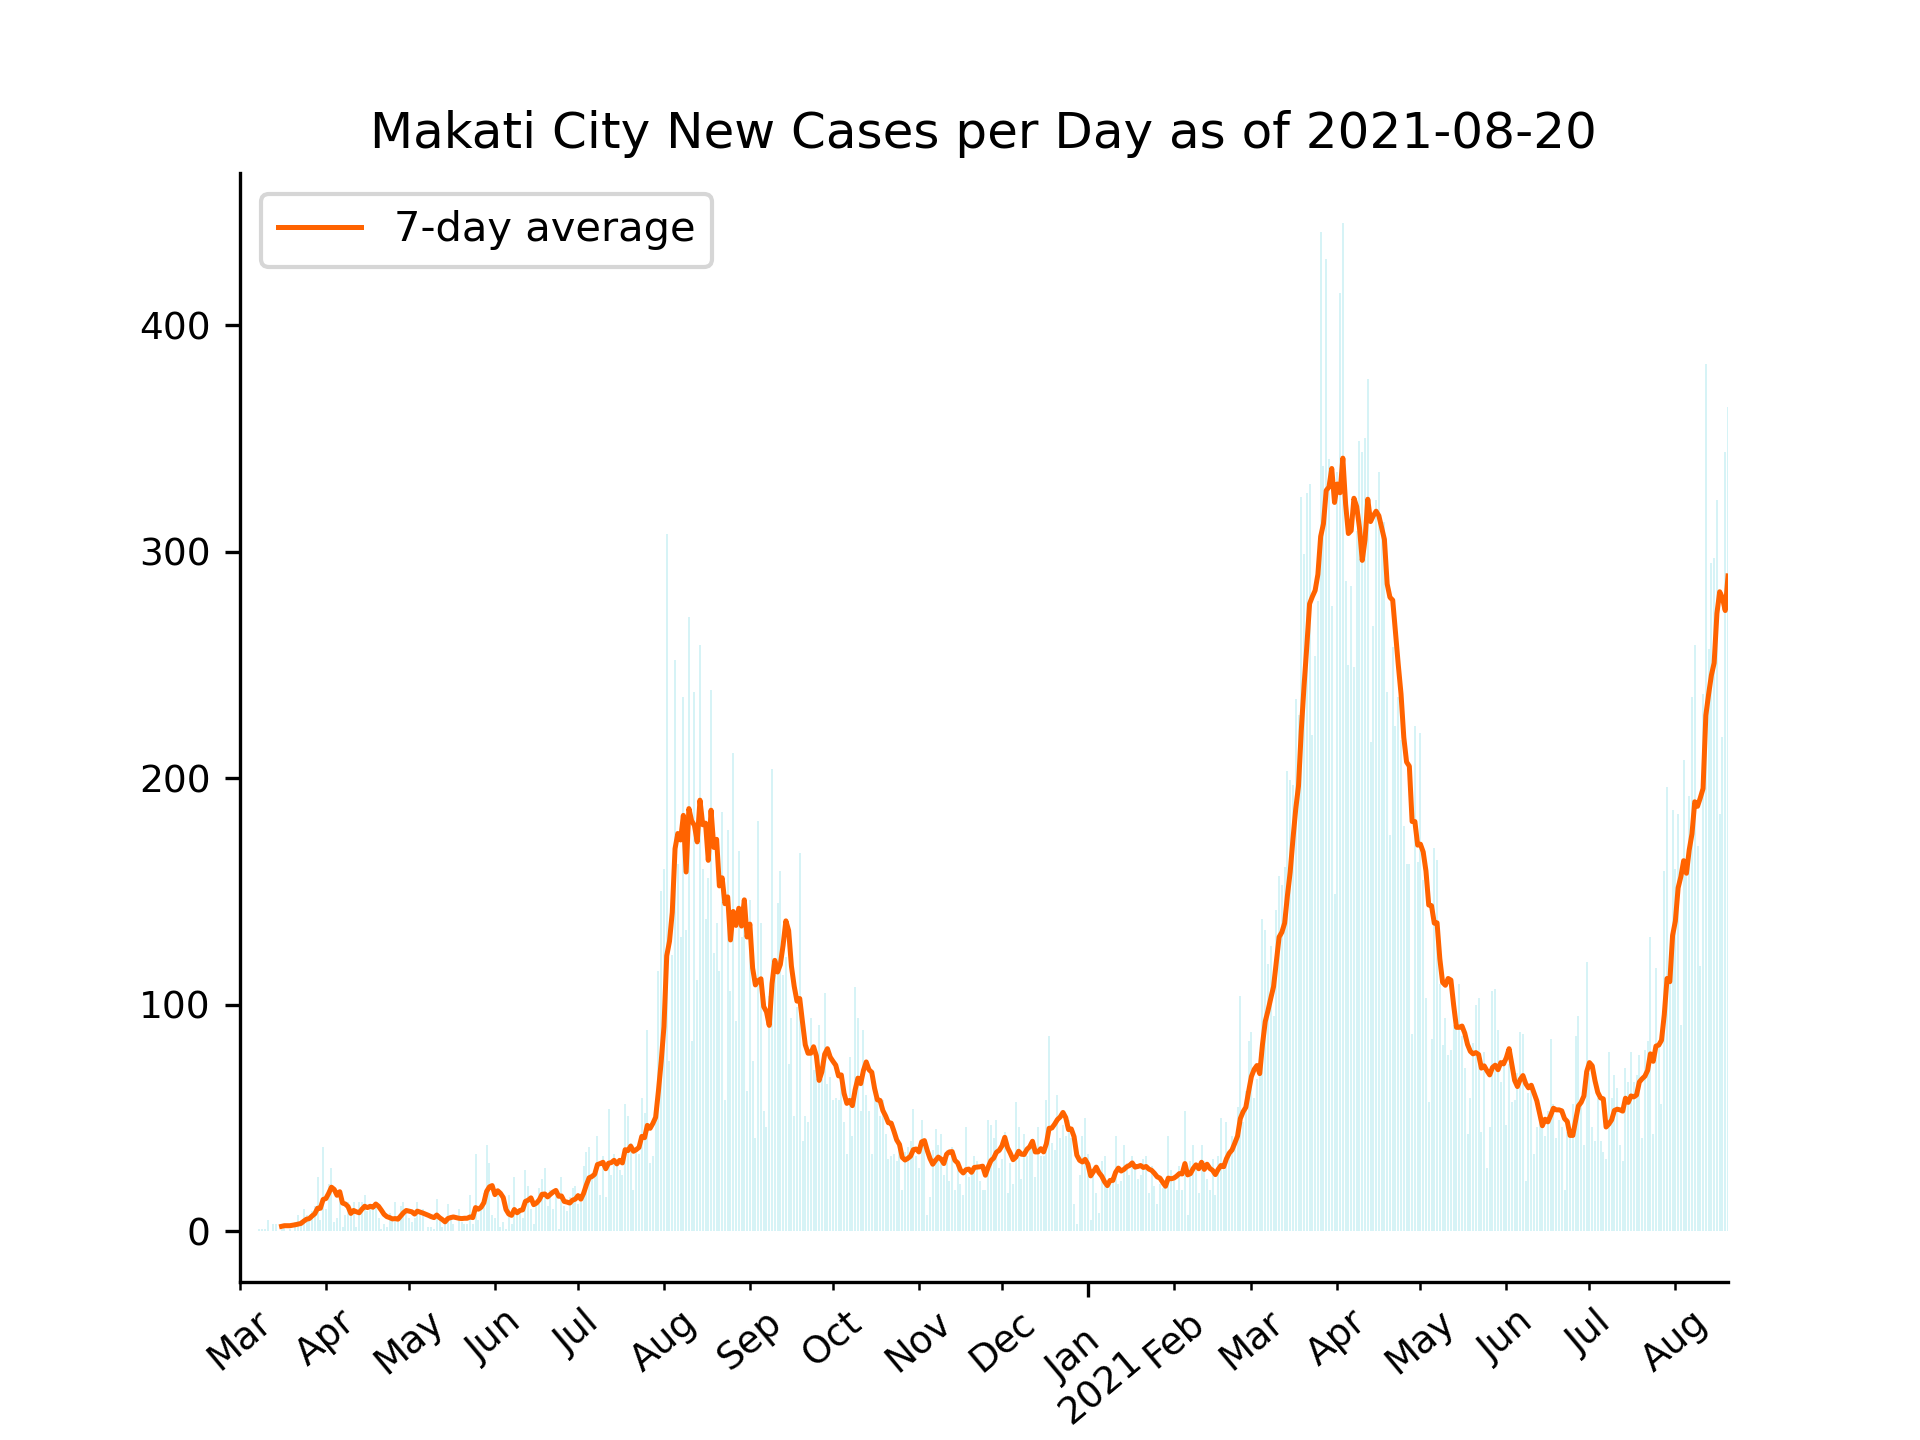 Makati City New Cases per Day as of 2021-08-20
7-day average
400
300
200
100
0
Mar Apr May Jun Jul Aug Sep Oct Nov Dec Jan Feb Mar Apr May Jun Jul Aug
2021